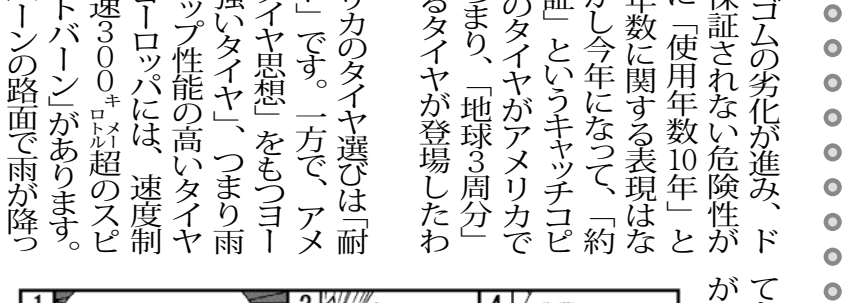 ゴムの劣化が進み、ド
保証されない危険性が
に「使用年数10年」と
年数に関する表現はな
かし今年になって、「約
証」というキャッチコピ
のタイヤがアメリカで
まり、「地球3周分」
るタイヤが登場したわ
リカのタイヤ選びは「耐
」です。一方で、アメ
イヤ思想」をもつヨー
強いタイヤ」、つまり雨
ップ性能の高いタイヤ
ーロッパには、速度制
速300キロメートル超のスピ
トバーン」があります。
ーンの路面で雨が降っ
て
が
1
3
4